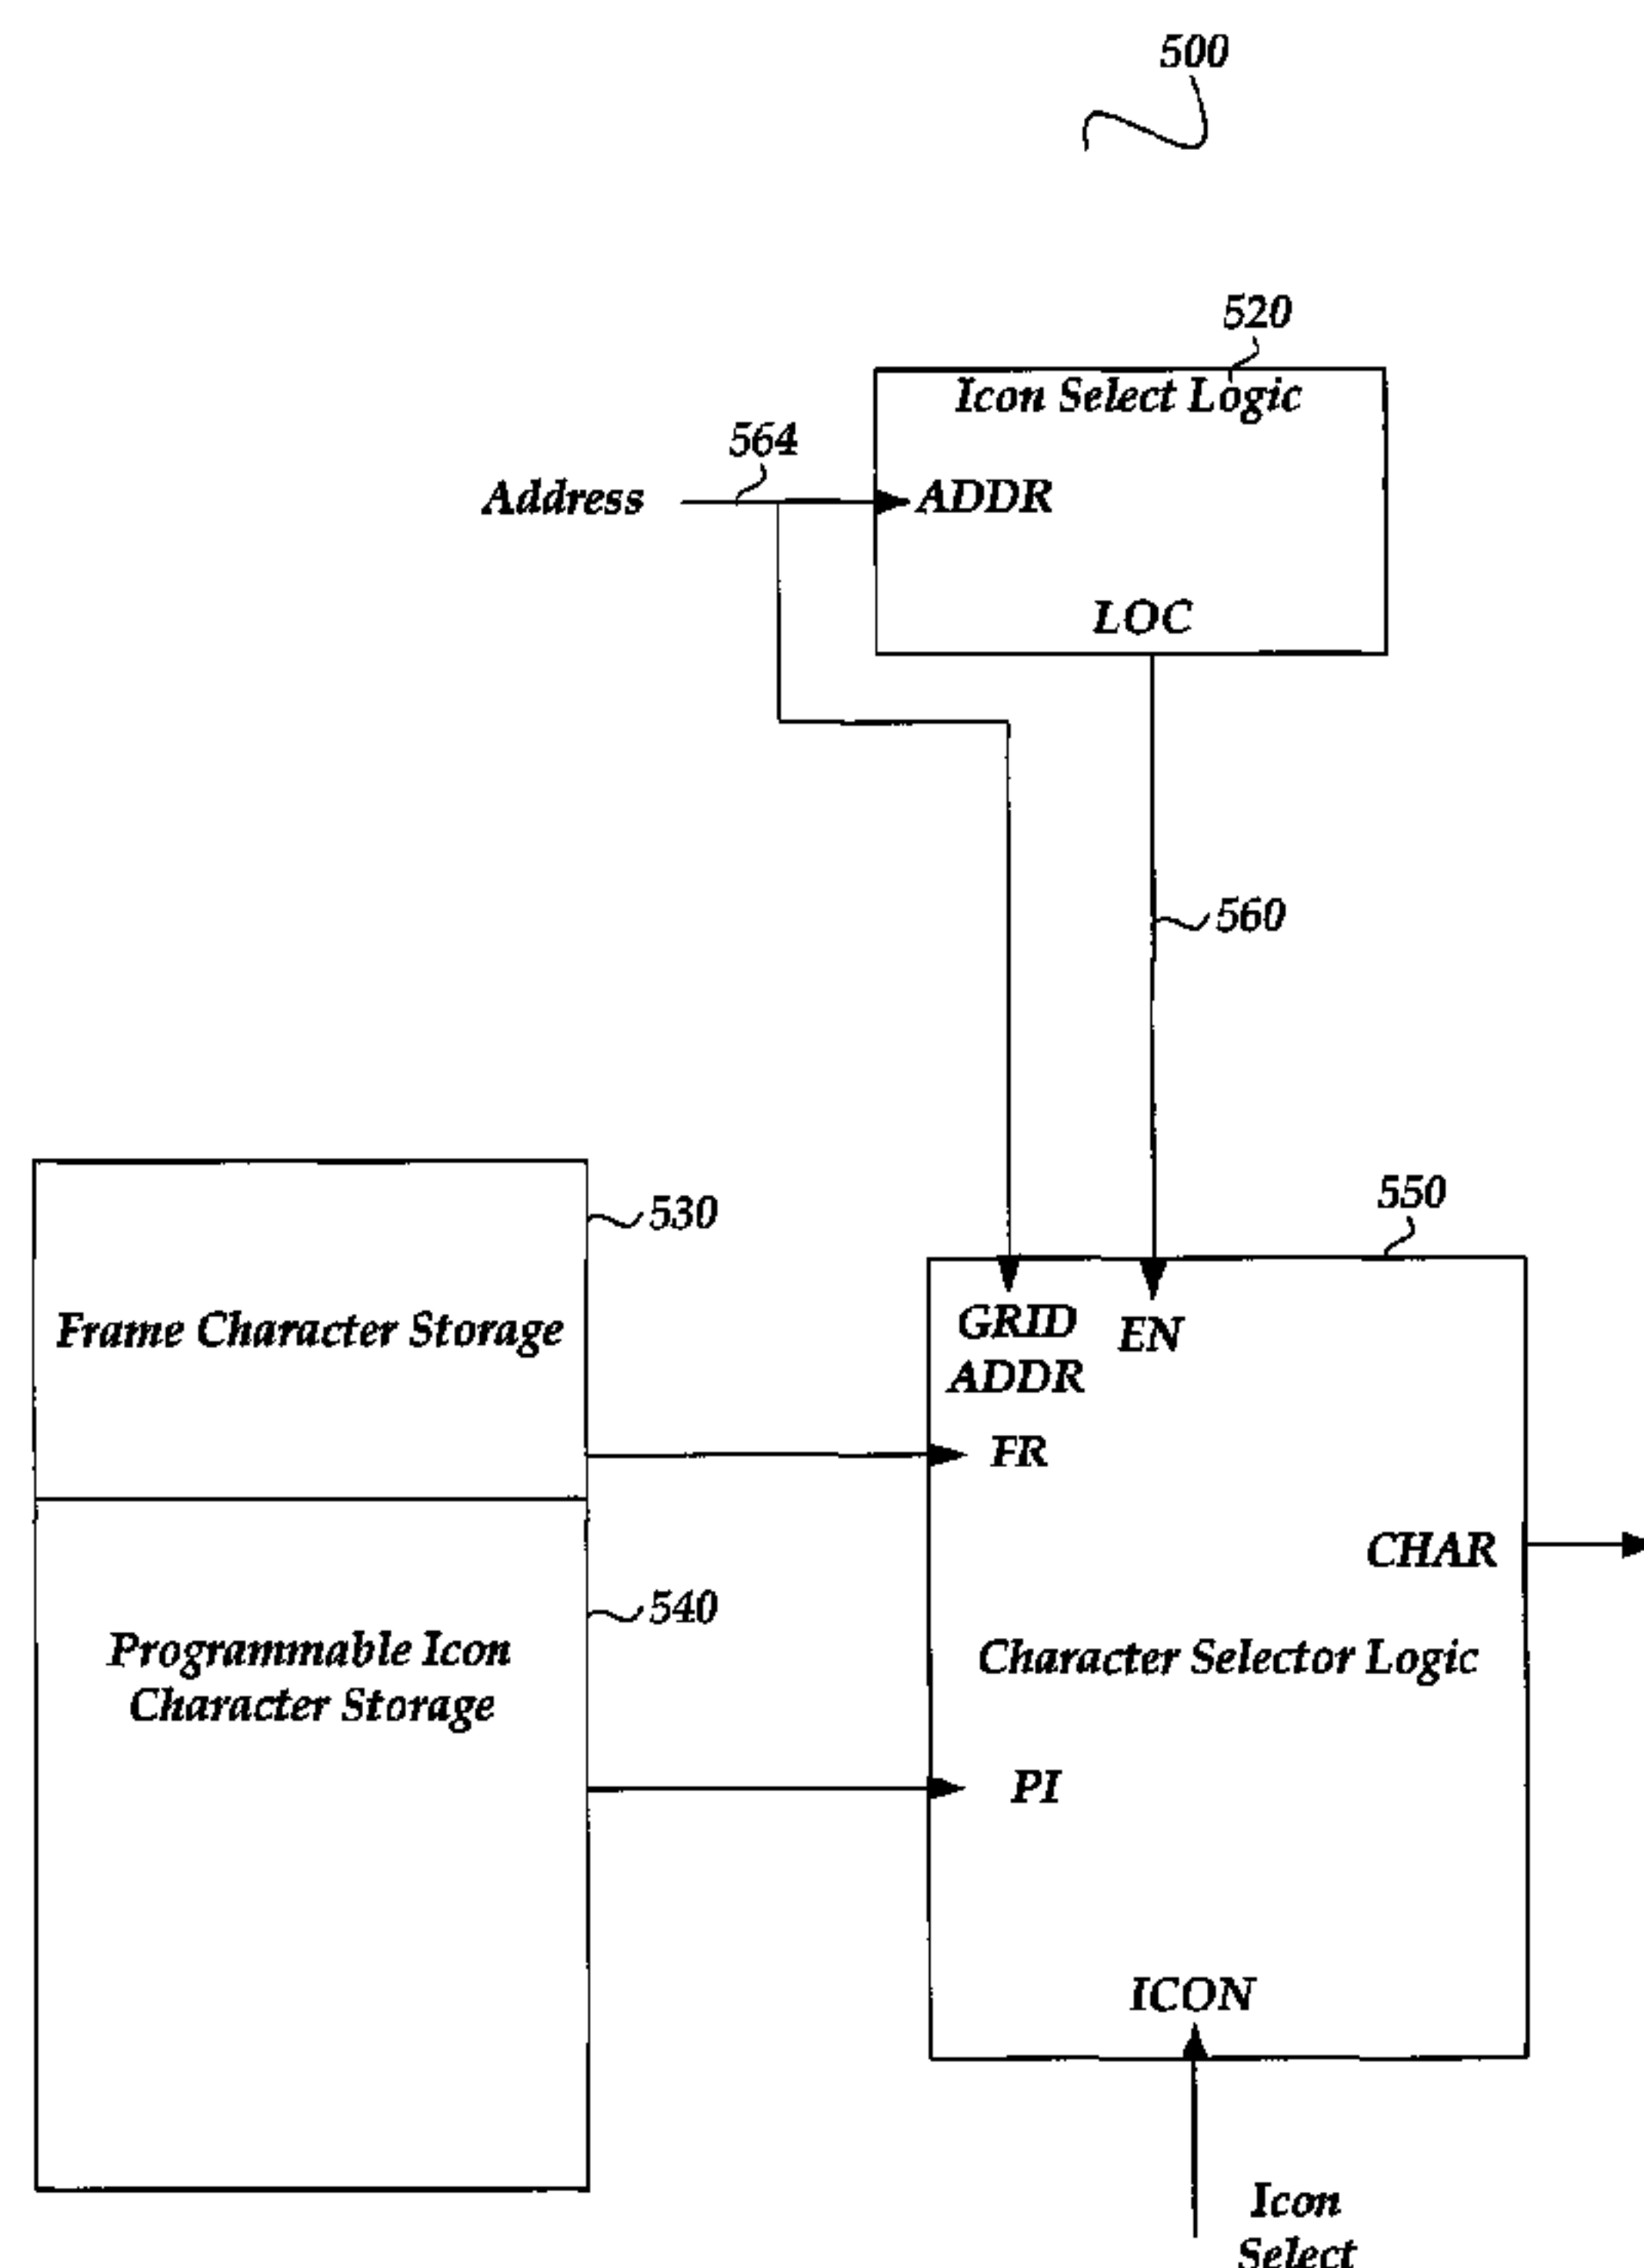 500
520
Icon Select Logic
564
Address
ADDR
LOC
560
530
550
Frame Character Storage
GRID
ADDR
EN
FR
CHAR
540
Programmable Icon
Character Storage
Character Selector Logic
PI
ICON
Icon
Select